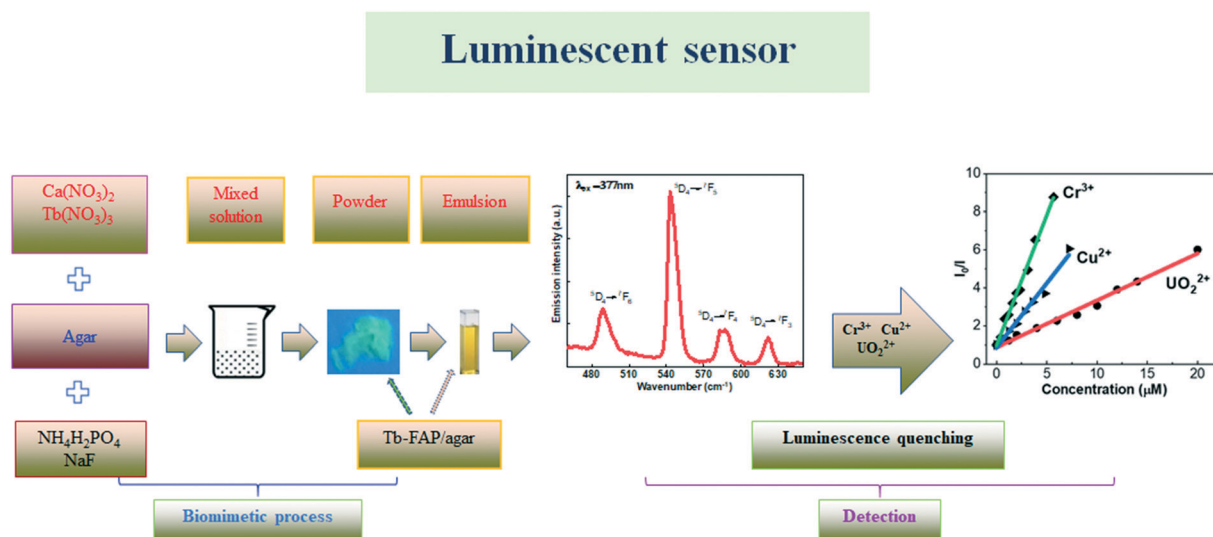 Luminescent sensor
Ca(NO₃)₂
Tb(NO₃)₃
Mixed
solution
Powder
Emulsion
Agar
NH₄H₂PO₄
NaF
Tb-FAP/agar
Biomimetic process
λex=377nm
⁵D₄→⁷F₆
⁵D₄→⁷F₅
⁵D₄→⁷F₄
⁵D₄→⁷F₃
Emission intensity (a.u.)
480 510 540 570 600 630
Wavenumber (cm⁻¹)
Cr³⁺ Cu²⁺
UO₂²⁺
I₀/I
10
8
6
4
2
0
Cr³⁺
Cu²⁺
UO₂²⁺
0 5 10 15 20
Concentration (μM)
Luminescence quenching
Detection